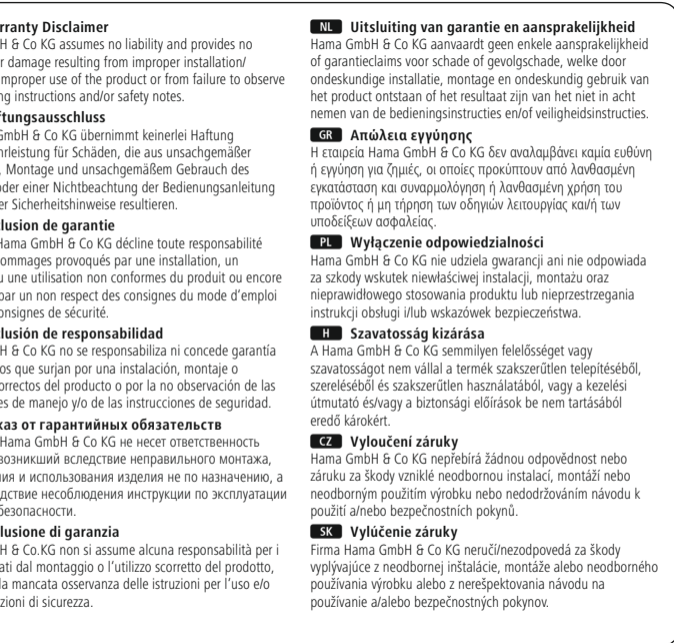 rranty Disclaimer
H & Co KG assumes no liability and provides no
r damage resulting from improper installation/
improper use of the product or from failure to observe
ng instructions and/or safety notes.
ftungsausschluss
GmbH & Co KG übernimmt keinerlei Haftung
hrleistung für Schäden, die aus unsachgemäßer
, Montage und unsachgemäßem Gebrauch des
oder einer Nichtbeachtung der Bedienungsanleitung
er Sicherheitshinweise resultieren.
lusion de garantie
Hama GmbH & Co KG décline toute responsabilité
ommages provoqués par une installation, un
u une utilisation non conformes du produit ou encore
par un non respect des consignes du mode d'emploi
onsignes de sécurité.
lusión de responsabilidad
H & Co KG no se responsabiliza ni concede garantía
os que surjan por una instalación, montaje o
orrectos del producto o por la no observación de las
es de manejo y/o de las instrucciones de seguridad.
каз от гарантийных обязательств
Hama GmbH & Co KG не несет ответственность
возникший вследствие неправильного монтажа,
ния и использования изделия не по назначению, а
дствие несоблюдения инструкции по эксплуатации
безопасности.
lusione di garanzia
H & Co.KG non si assume alcuna responsabilità per i
ati dal montaggio o l'utilizzo scorretto del prodotto,
la mancata osservanza delle istruzioni per l'uso e/o
zioni di sicurezza.
NL Uitsluiting van garantie en aansprakelijkheid
Hama GmbH & Co KG aanvaardt geen enkele aansprakelijkheid
of garantieclaims voor schade of gevolgschade, welke door
ondeskundige installatie, montage en ondeskundig gebruik van
het product ontstaan of het resultaat zijn van het niet in acht
nemen van de bedieningsinstructies en/of veiligheidsinstructies.
GR Απώλεια εγγύησης
Η εταιρεία Hama GmbH & Co KG δεν αναλαμβάνει καμία ευθύνη
ή εγγύηση για ζημιές, οι οποίες προκύπτουν από λανθασμένη
εγκατάσταση και συναρμολόγηση ή λανθασμένη χρήση του
προϊόντος ή μη τήρηση των οδηγιών λειτουργίας και/ή των
υποδείξεων ασφαλείας.
PL Wyłączenie odpowiedzialności
Hama GmbH & Co KG nie udziela gwarancji ani nie odpowiada
za szkody wskutek niewłaściwej instalacji, montażu oraz
nieprawidłowego stosowania produktu lub nieprzestrzegania
instrukcji obsługi i/lub wskazówek bezpieczeństwa.
H Szavatosság kizárása
A Hama GmbH & Co KG semmilyen felelősséget vagy
szavatosságot nem vállal a termék szakszerűtlen telepítéséből,
szereléséből és szakszerűtlen használatából, vagy a kezelési
útmutató és/vagy a biztonsági előírások be nem tartásából
eredő károkért.
CZ Vyloučení záruky
Hama GmbH & Co KG nepřebírá žádnou odpovědnost nebo
záruku za škody vzniklé neodbornou instalací, montáží nebo
neodborným použitím výrobku nebo nedodržováním návodu k
použití a/nebo bezpečnostních pokynů.
SK Vylúčenie záruky
Firma Hama GmbH & Co KG neručí/nezodpovedá za škody
vyplývajúce z neodbornej inštalácie, montáže alebo neodborného
používania výrobku alebo z nerešpektovania návodu na
používanie a/alebo bezpečnostných pokynov.